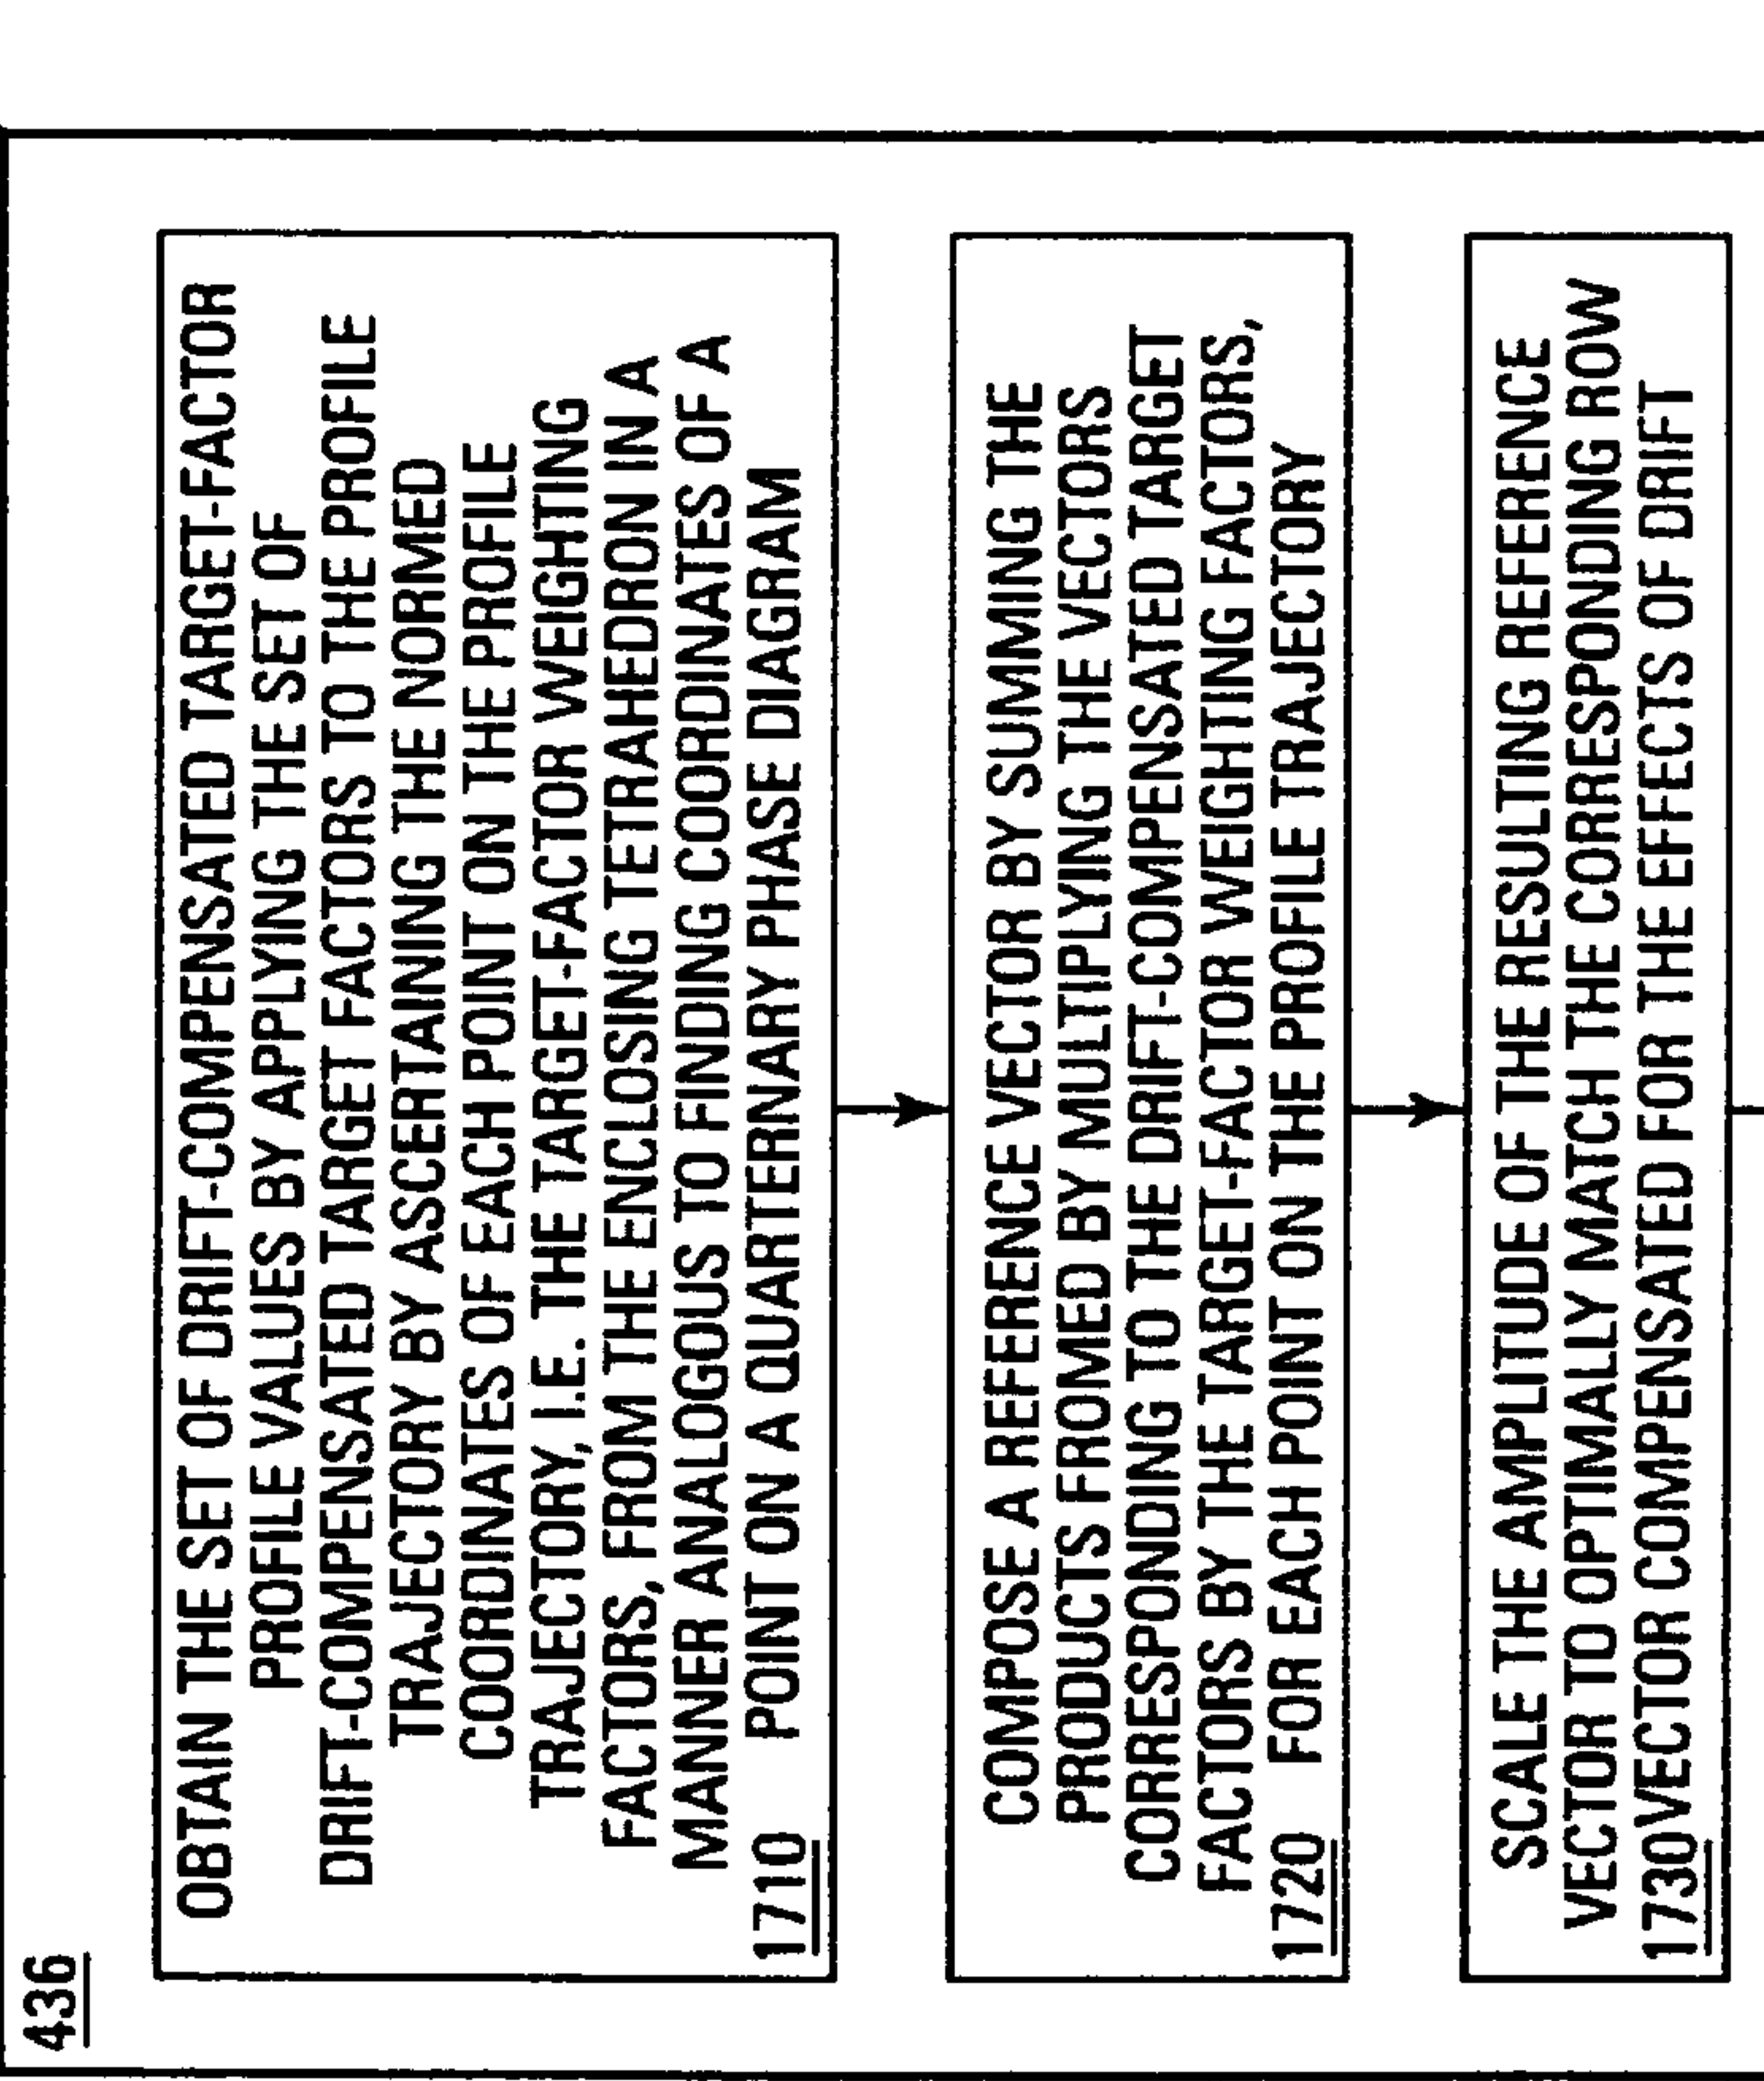 436
OBTAIN THE SET OF DRIFT-COMPENSATED TARGET-FACTOR
PROFILE VALUES BY APPLYING THE SET OF
DRIFT-COMPENSATED TARGET FACTORS TO THE PROFILE
TRAJECTORY BY ASCERTAINING THE NORMED
COORDINATES OF EACH POINT ON THE PROFILE
TRAJECTORY, I.E. THE TARGET-FACTOR WEIGHTING
FACTORS, FROM THE ENCLOSING TETRAHEDRON IN A
MANNER ANALOGOUS TO FINDING COORDINATES OF A
1710 POINT ON A QUARTERNARY PHASE DIAGRAM
COMPOSE A REFERENCE VECTOR BY SUMMING THE
PRODUCTS FROMED BY MULTIPLYING THE VECTORS
CORRESPONDING TO THE DRIFT-COMPENSATED TARGET
FACTORS BY THE TARGET-FACTOR WEIGHTING FACTORS,
1720 FOR EACH POINT ON THE PROFILE TRAJECTORY
SCALE THE AMPLITUDE OF THE RESULTING REFERENCE
VECTOR TO OPTIMALLY MATCH THE CORRESPONDING ROW
1730 VECTOR COMPENSATED FOR THE EFFECTS OF DRIFT